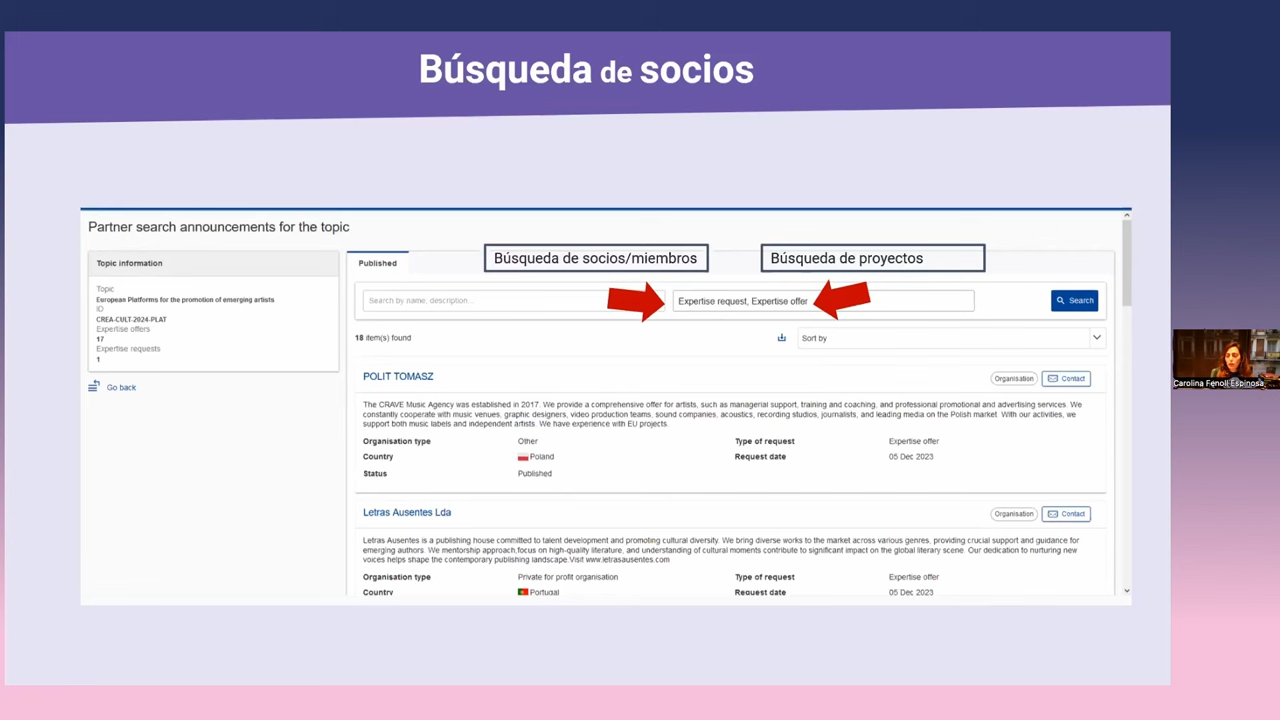 Búsqueda de socios
Partner search announcements for the topic
Topic information
Topic
European Platforms for the promotion of emerging artists
ID
CREA-CULT-2024-PLAT
Expertise offers
17
Expertise requests
1
Go back
Published
Búsqueda de socios/miembros
Búsqueda de proyectos
Search by name, description...
Expertise request, Expertise offer
Search
18 item(s) found
Sort by
POLIT TOMASZ
Organisation
Contact
The CRAVE Music Agency was established in 2017. We provide a comprehensive offer for artists, such as managerial support, training and coaching, and professional promotional and advertising services. We
constantly cooperate with music venues, graphic designers, video production teams, sound companies, acoustics, recording studios, journalists, and leading media on the Polish market. With our activities, we
support both music labels and independent artists. We have experience with EU projects.
Organisation type
Other
Type of request
Expertise offer
Country
Poland
Request date
05 Dec 2023
Status
Published
Letras Ausentes Lda
Organisation
Contact
Letras Ausentes is a publishing house committed to talent development and promoting cultural diversity. We bring diverse works to the market across various genres, providing crucial support and guidance for
emerging authors. We mentorship approach,focus on high-quality literature, and understanding of cultural moments contribute to significant impact on the global literary scene. Our dedication to nurturing new
voices helps shape the contemporary publishing landscape.Visit www.letrasausentes.com
Organisation type
Private for profit organisation
Type of request
Expertise offer
Country
Portugal
Request date
05 Dec 2023
Carolina Fenoll Espinosa, ...